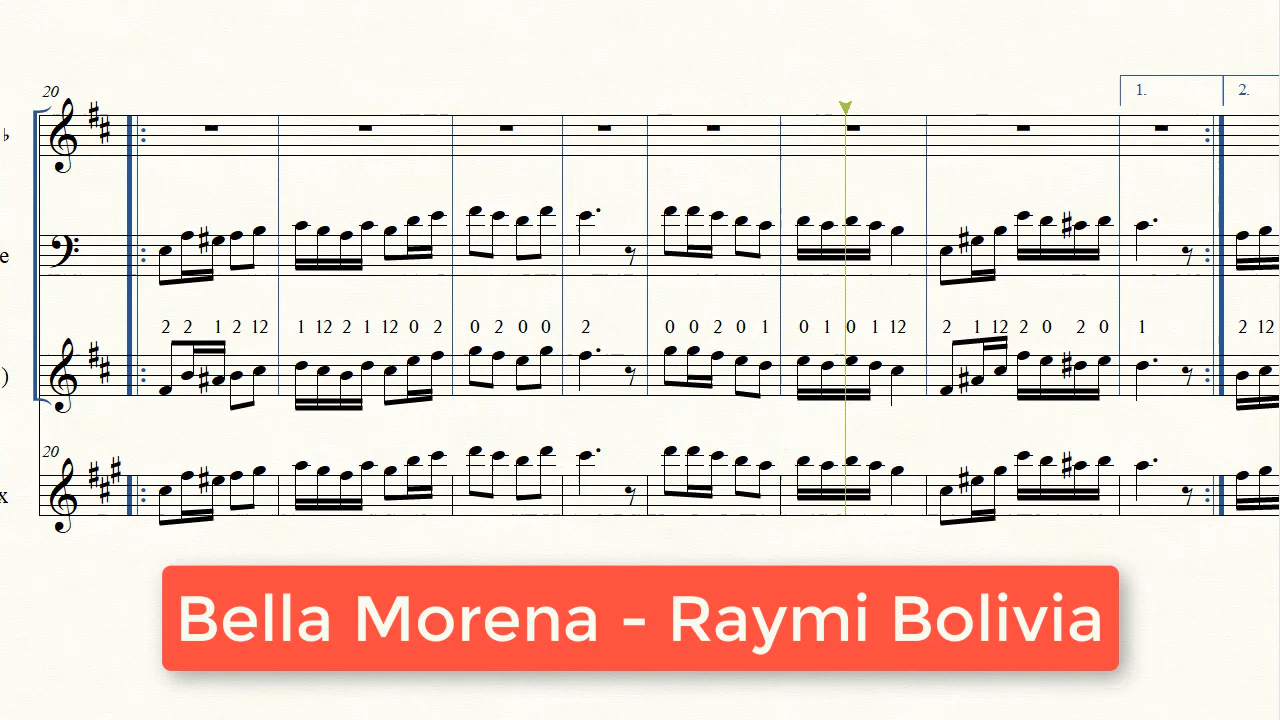 1. 2.
20
♭
e
2 2 1 2 12 1 12 2 1 12 0 2 0 2 0 0 2 0 0 2 0 1 0 1 0 1 12 2 1 12 2 0 2 0 1 2 12
)
20
x
Bella Morena - Raymi Bolivia